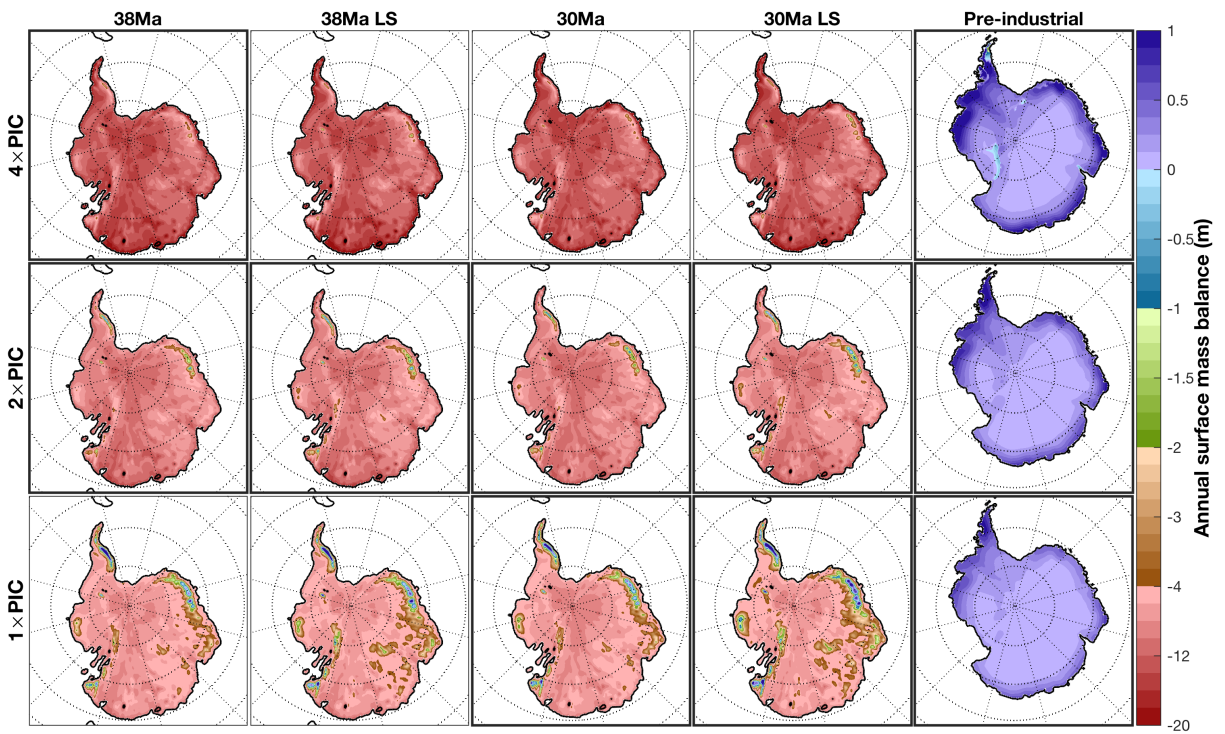 38Ma 38Ma LS 30Ma 30Ma LS Pre-industrial
4×PIC
2×PIC
1×PIC
1
0.5
0
-0.5
-1
-1.5
-2
-3
-4
-12
-20
Annual surface mass balance (m)